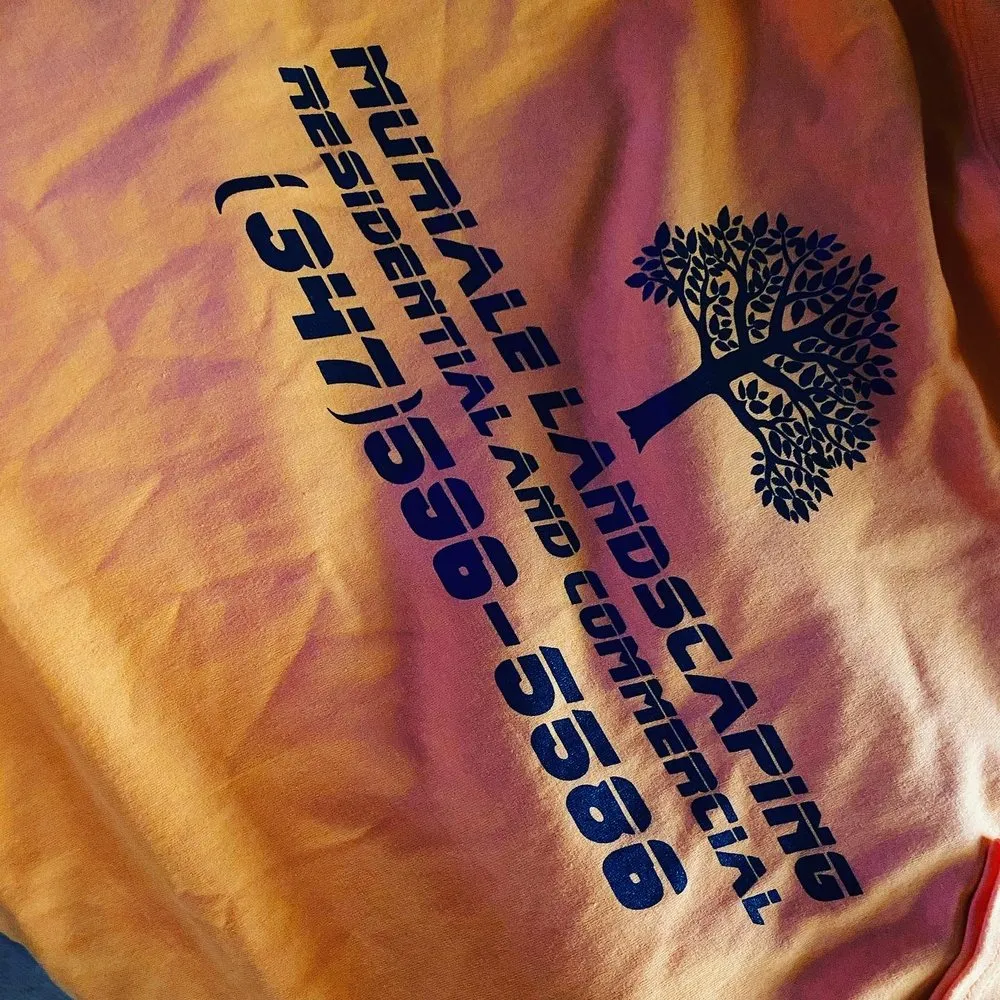 MURIALE LANDSCAPING
RESIDENTIAL AND COMMERCIAL
(347)596-5586